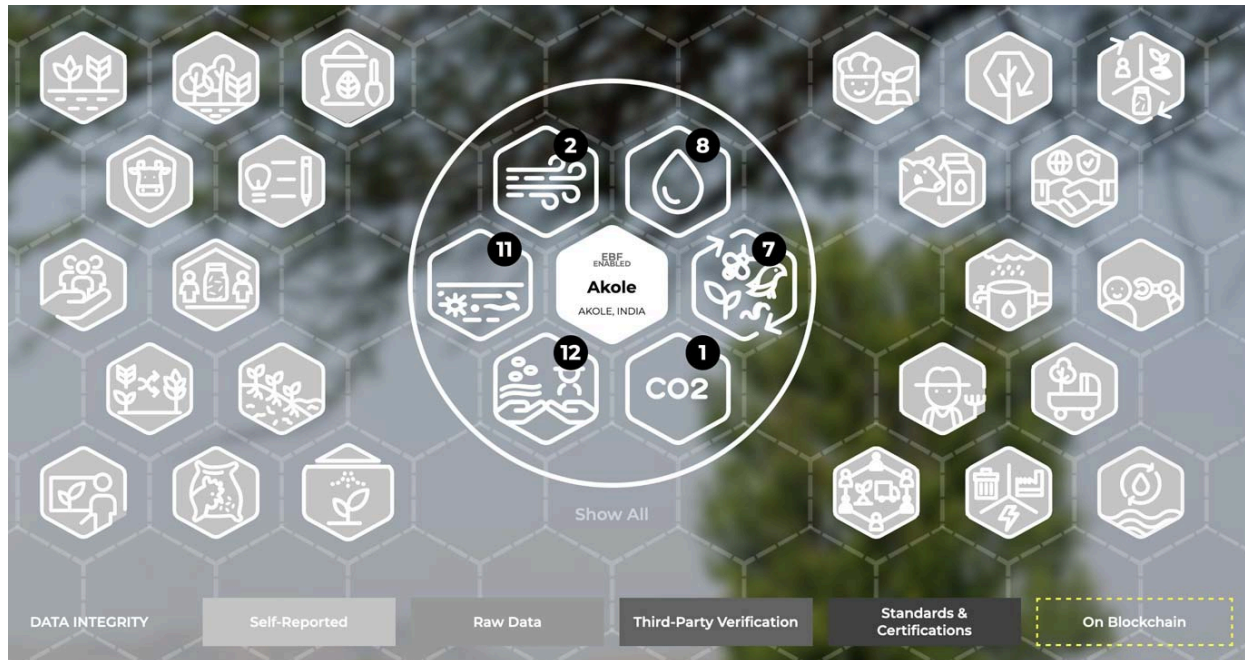 2
8
11
EBF
ENABLED
Akole
AKOLE, INDIA
7
12
1
CO2
Show All
DATA INTEGRITY
Self-Reported
Raw Data
Third-Party Verification
Standards &
Certifications
On Blockchain